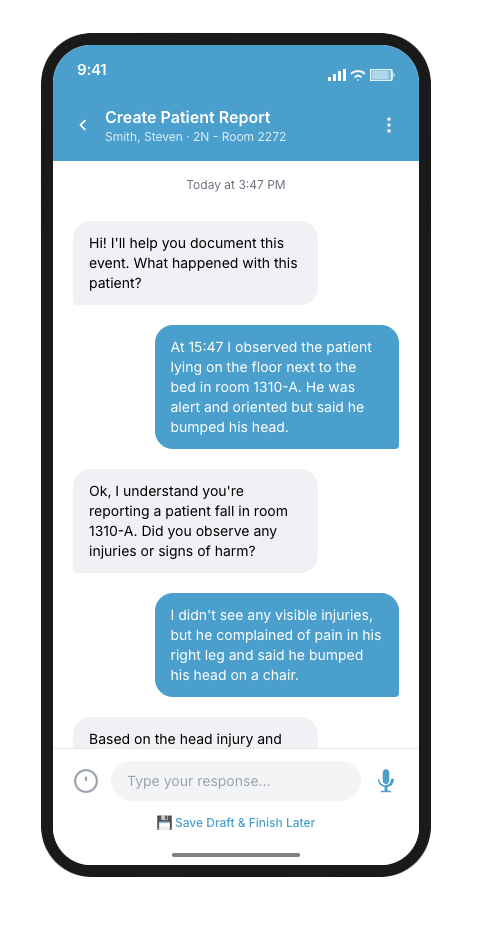 9:41
Create Patient Report
Smith, Steven · 2N - Room 2272
Today at 3:47 PM
Hi! I'll help you document this
event. What happened with this
patient?
At 15:47 I observed the patient
lying on the floor next to the
bed in room 1310-A. He was
alert and oriented but said he
bumped his head.
Ok, I understand you're
reporting a patient fall in room
1310-A. Did you observe any
injuries or signs of harm?
I didn't see any visible injuries,
but he complained of pain in his
right leg and said he bumped
his head on a chair.
Based on the head injury and
Type your response...
Save Draft & Finish Later